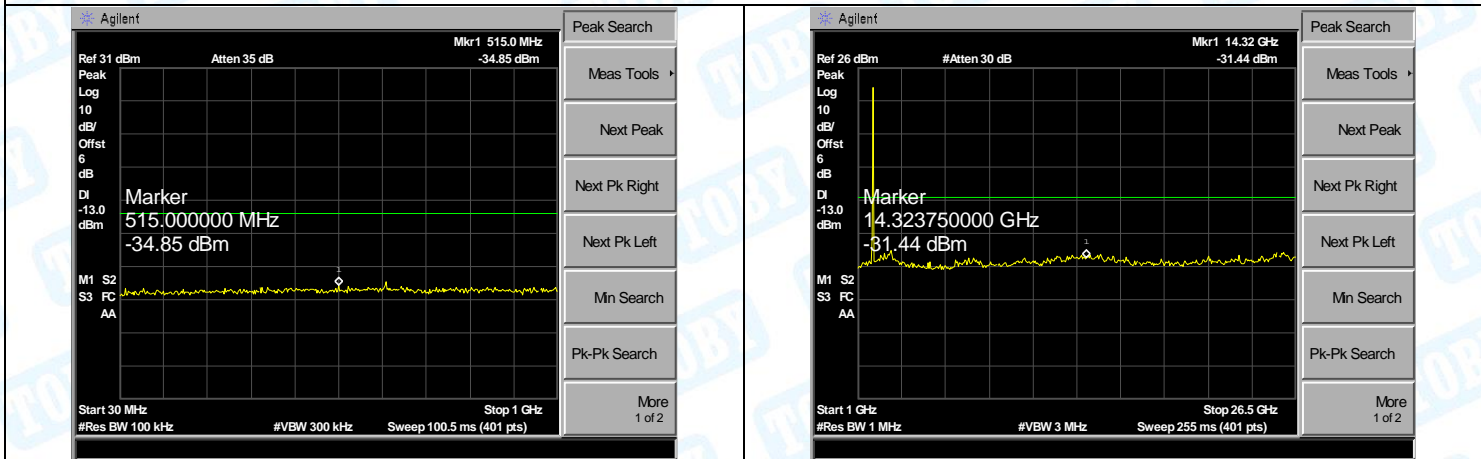 Agilent
Mkr1 515.0 MHz
Ref 31 dBm Atten 35 dB -34.85 dBm
Peak
Log
10
dB/
Offst
6
dB
DI
-13.0
dBm
Marker
515.000000 MHz
-34.85 dBm
1
M1 S2
S3 FC
AA
Start 30 MHz Stop 1 GHz
#Res BW 100 kHz #VBW 300 kHz Sweep 100.5 ms (401 pts)
Peak Search
Meas Tools
Next Peak
Next Pk Right
Next Pk Left
Min Search
Pk-Pk Search
More
1 of 2
Agilent
Mkr1 14.32 GHz
Ref 26 dBm #Atten 30 dB -31.44 dBm
Peak
Log
10
dB/
Offst
6
dB
DI
-13.0
dBm
Marker
14.323750000 GHz
-31.44 dBm
1
M1 S2
S3 FC
AA
Start 1 GHz Stop 26.5 GHz
#Res BW 1 MHz #VBW 3 MHz Sweep 255 ms (401 pts)
Peak Search
Meas Tools
Next Peak
Next Pk Right
Next Pk Left
Min Search
Pk-Pk Search
More
1 of 2
TOBY